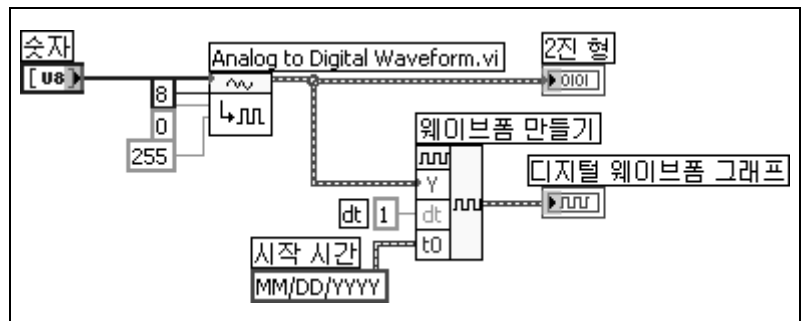 숫자
[U8]
Analog to Digital Waveform.vi
8
0
255
2진 형
0101
웨이브폼 만들기
Y
dt 1 dt
t0
디지털 웨이브폼 그래프
시작 시간
MM/DD/YYYY